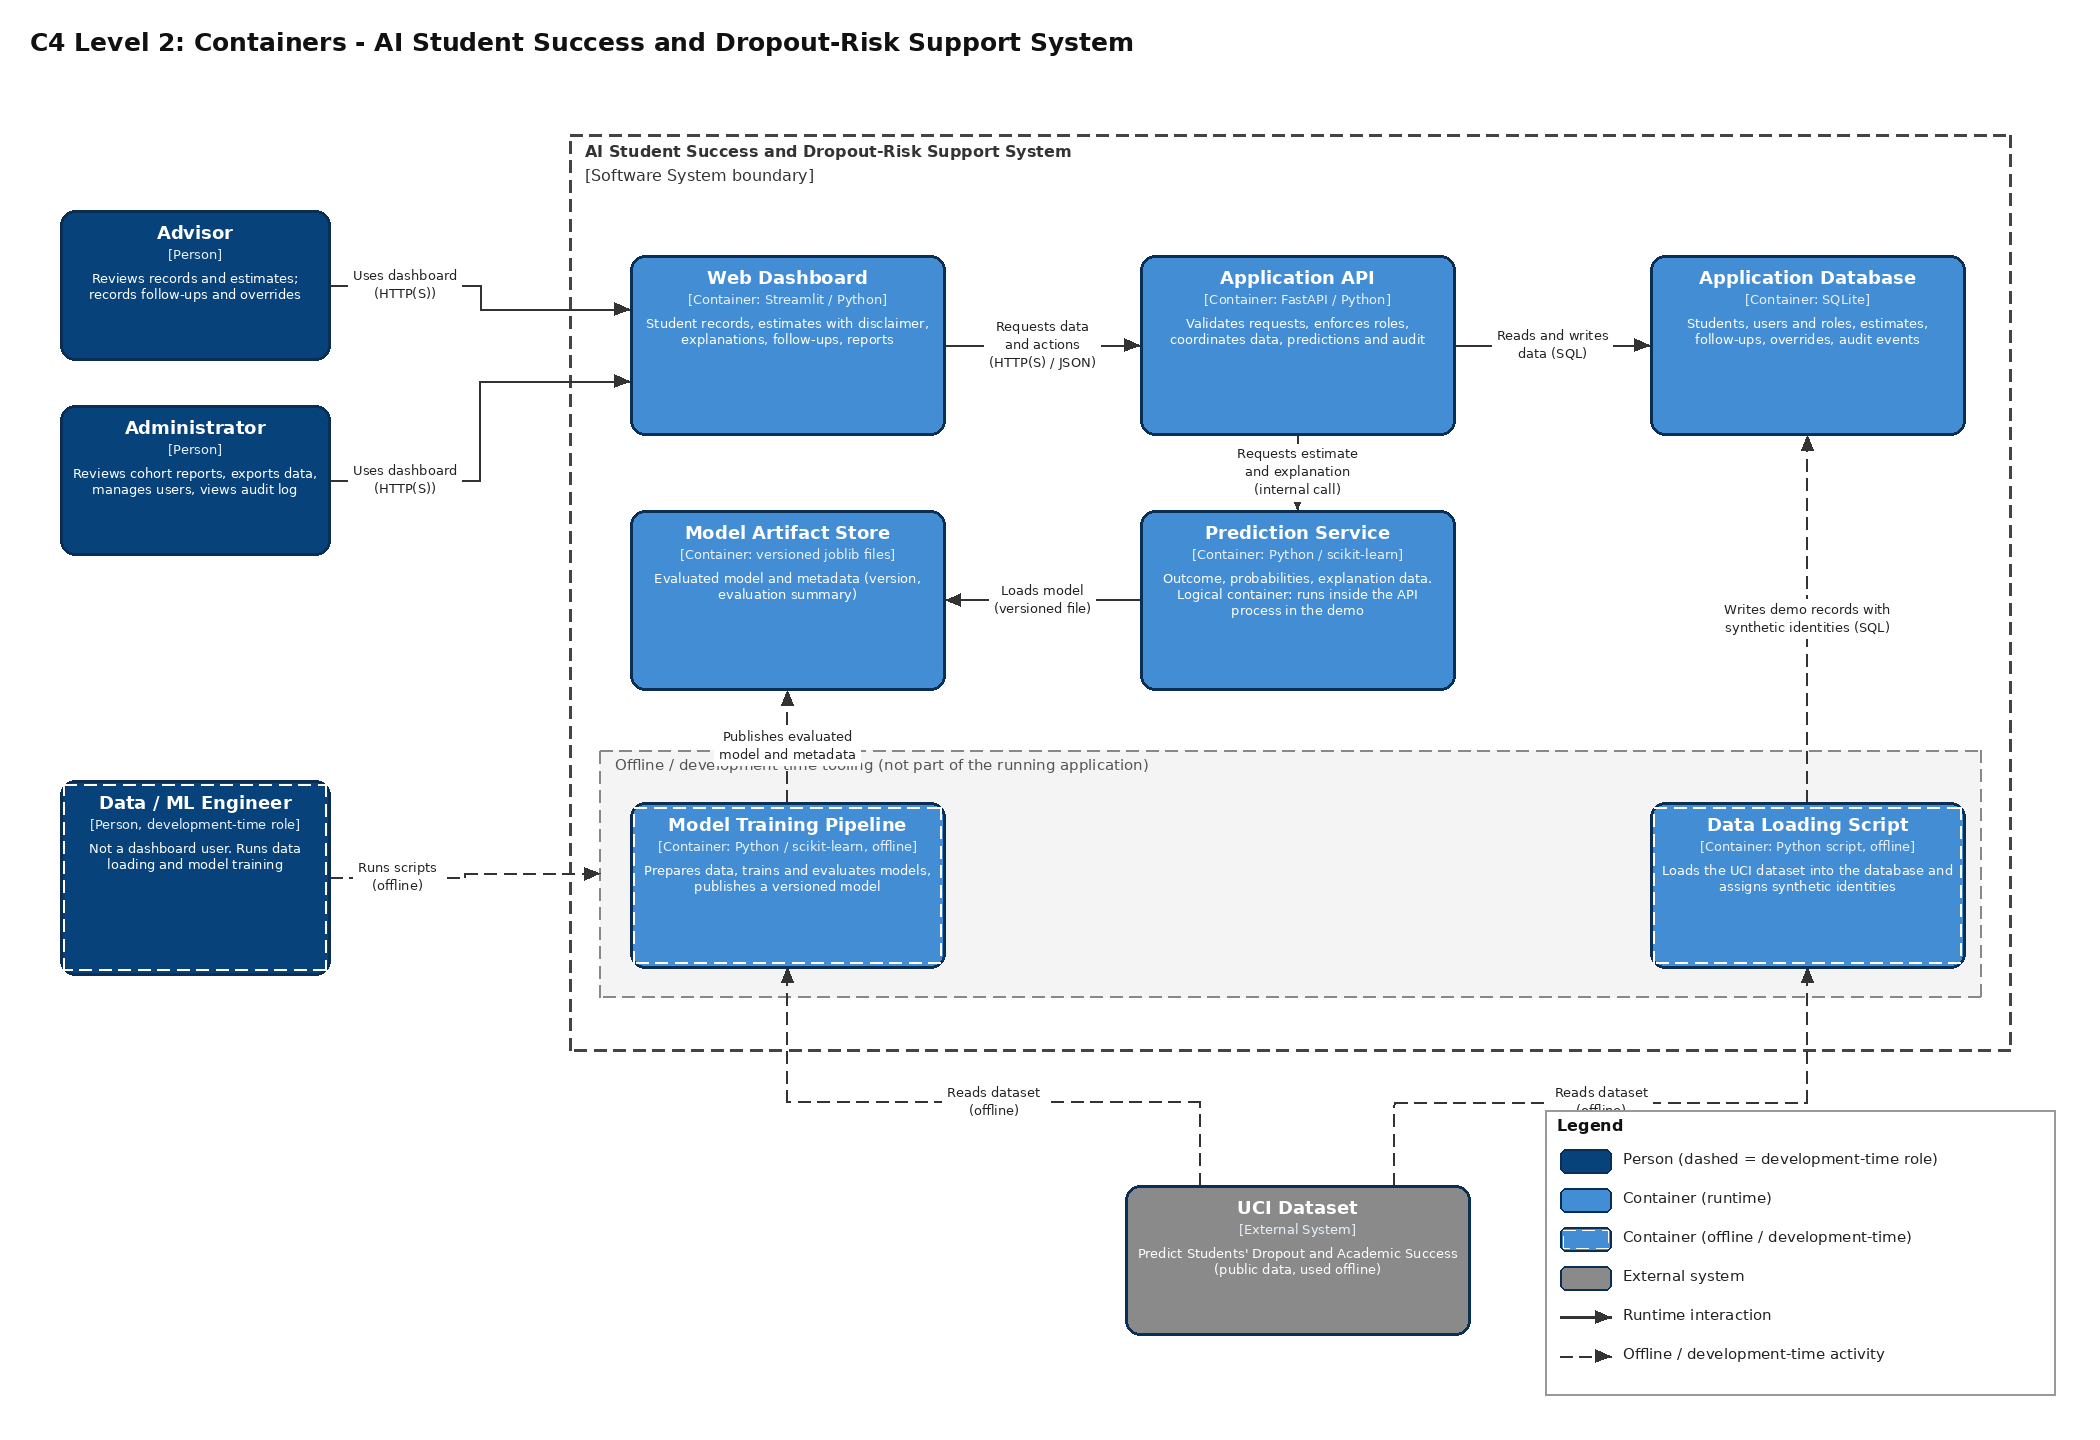 C4 Level 2: Containers - AI Student Success and Dropout-Risk Support System
AI Student Success and Dropout-Risk Support System
[Software System boundary]
Advisor
[Person]
Reviews records and estimates;
records follow-ups and overrides
Uses dashboard
(HTTP(S))
Web Dashboard
[Container: Streamlit / Python]
Student records, estimates with disclaimer,
explanations, follow-ups, reports
Requests data
and actions
(HTTP(S) / JSON)
Application API
[Container: FastAPI / Python]
Validates requests, enforces roles,
coordinates data, predictions and audit
Reads and writes
data (SQL)
Application Database
[Container: SQLite]
Students, users and roles, estimates,
follow-ups, overrides, audit events
Administrator
[Person]
Reviews cohort reports, exports data,
manages users, views audit log
Uses dashboard
(HTTP(S))
Requests estimate
and explanation
(internal call)
Model Artifact Store
[Container: versioned joblib files]
Evaluated model and metadata (version,
evaluation summary)
Loads model
(versioned file)
Prediction Service
[Container: Python / scikit-learn]
Outcome, probabilities, explanation data.
Logical container: runs inside the API
process in the demo
Writes demo records with
synthetic identities (SQL)
Publishes evaluated
model and metadata
Offline / development-time tooling (not part of the running application)
Data / ML Engineer
[Person, development-time role]
Not a dashboard user. Runs data
loading and model training
Runs scripts
(offline)
Model Training Pipeline
[Container: Python / scikit-learn, offline]
Prepares data, trains and evaluates models,
publishes a versioned model
Data Loading Script
[Container: Python script, offline]
Loads the UCI dataset into the database and
assigns synthetic identities
Reads dataset
(offline)
Reads dataset
(offline)
UCI Dataset
[External System]
Predict Students' Dropout and Academic Success
(public data, used offline)
Legend
Person (dashed = development-time role)
Container (runtime)
Container (offline / development-time)
External system
Runtime interaction
Offline / development-time activity